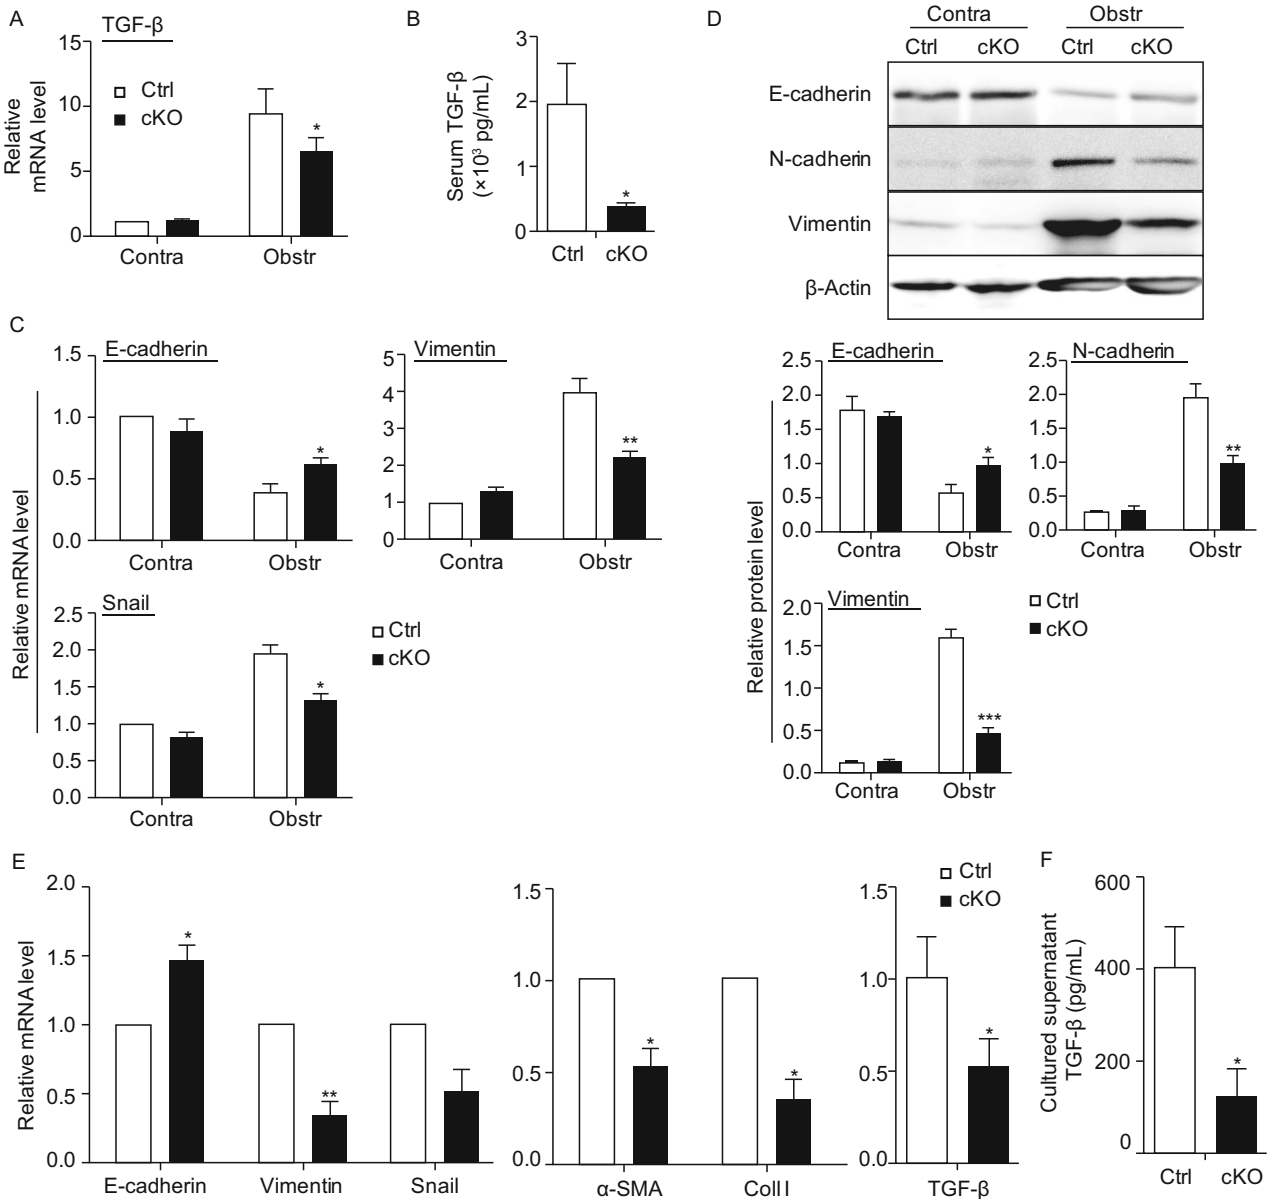 A
TGF-β
15
10
5
0
Relative
mRNA level
Ctrl
cKO
*
Contra
Obstr
B
3
2
1
0
Serum TGF-β
(×10³ pg/mL)
*
Ctrl
cKO
C
Relative mRNA level
E-cadherin
1.5
1.0
0.5
0.0
*
Contra
Obstr
Vimentin
5
4
3
2
1
0
**
Contra
Obstr
Snail
2.5
2.0
1.5
1.0
0.5
0.0
*
Contra
Obstr
Ctrl
cKO
D
Contra
Obstr
Ctrl
cKO
Ctrl
cKO
E-cadherin
N-cadherin
Vimentin
β-Actin
Relative protein level
E-cadherin
2.5
2.0
1.5
1.0
0.5
0.0
*
Contra
Obstr
N-cadherin
2.5
2.0
1.5
1.0
0.5
0.0
**
Contra
Obstr
Vimentin
2.0
1.5
1.0
0.5
0.0
***
Contra
Obstr
Ctrl
cKO
E
Relative mRNA level
2.0
1.5
1.0
0.5
0.0
*
**
E-cadherin
Vimentin
Snail
1.5
1.0
0.5
0.0
*
*
α-SMA
Coll I
1.5
1.0
0.5
0.0
*
TGF-β
Ctrl
cKO
F
Cultured supernatant
TGF-β (pg/mL)
600
400
200
0
*
Ctrl
cKO